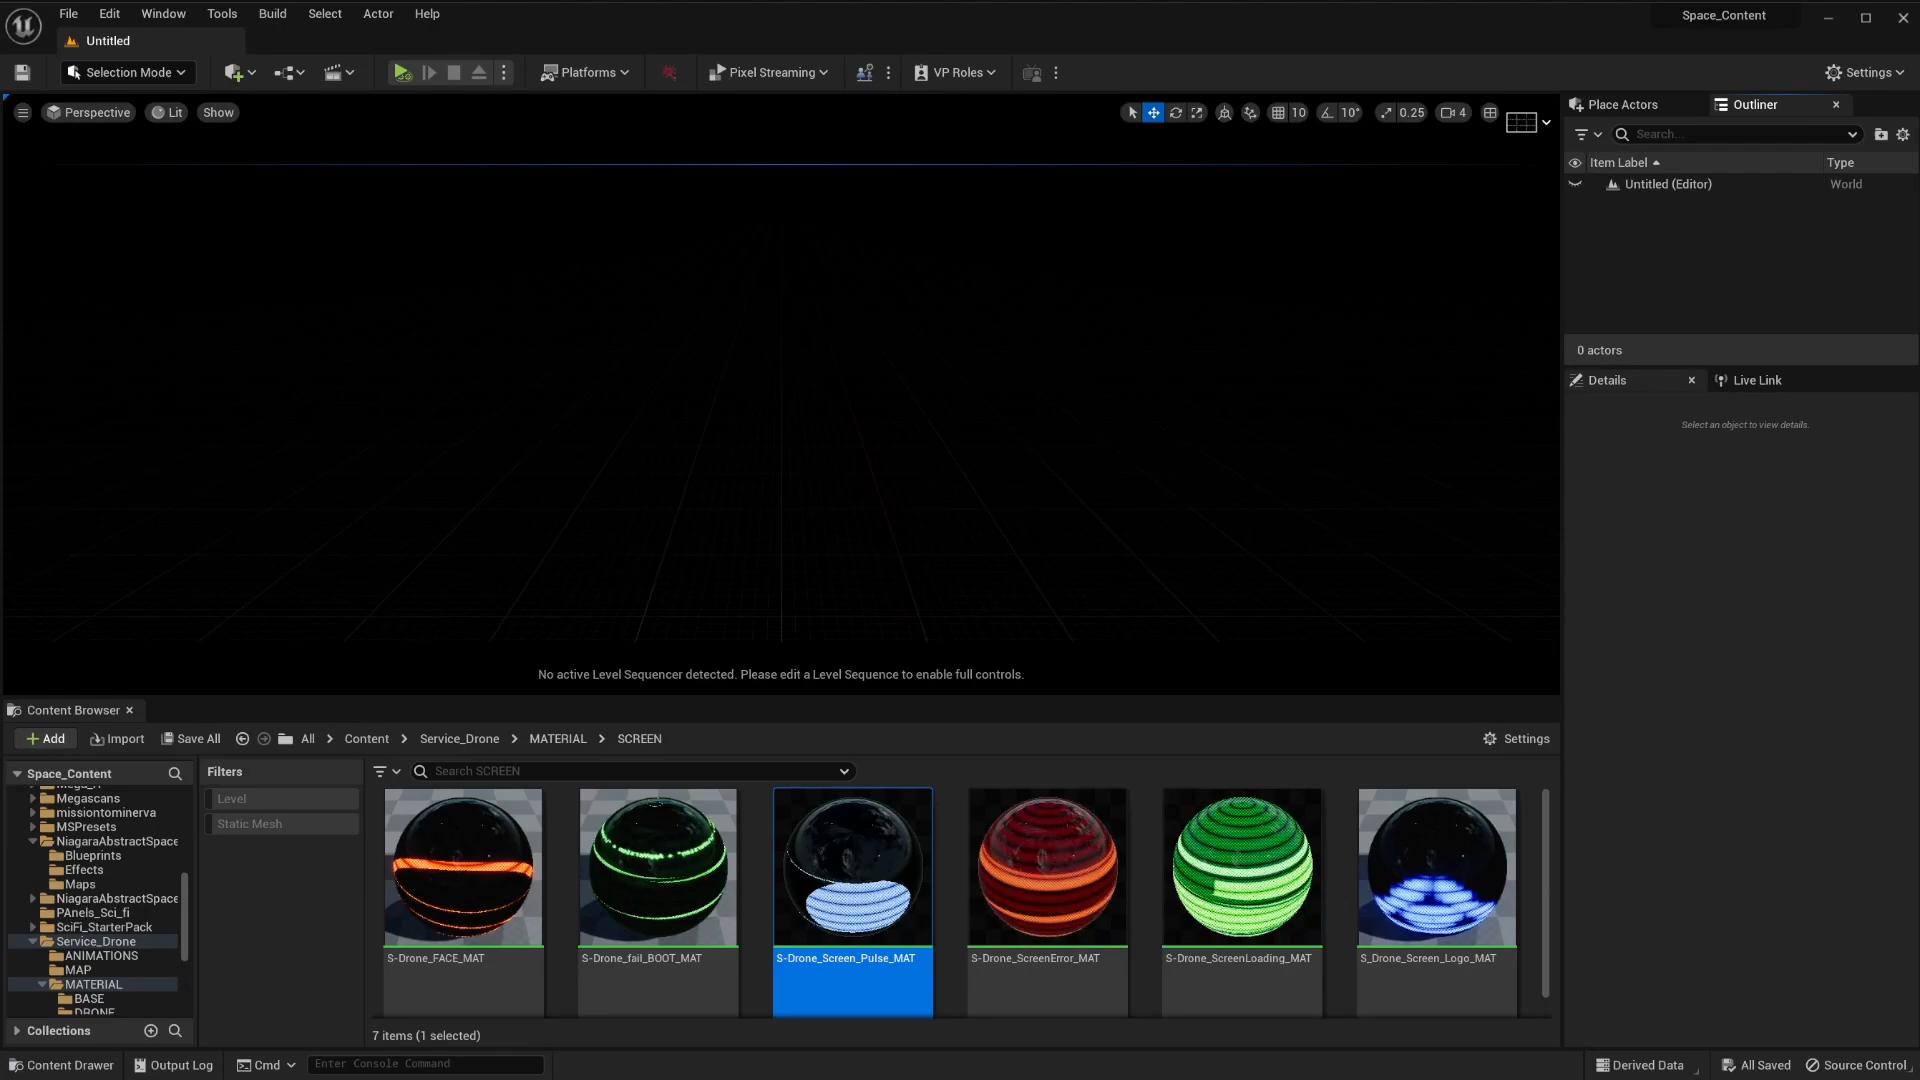 File Edit Window Tools Build Select Actor Help
Space_Content
Untitled
Selection Mode
Platforms
Pixel Streaming
VP Roles
Settings
Perspective
Lit
Show
10
10°
0.25
4
Place Actors
Outliner
Search...
Item Label
Type
Untitled (Editor)
World
0 actors
Details
Live Link
Select an object to view details.
No active Level Sequencer detected. Please edit a Level Sequence to enable full controls.
Content Browser
Add
Import
Save All
All
Content
Service_Drone
MATERIAL
SCREEN
Settings
Space_Content
Megascans
missiontominerva
MSPresets
NiagaraAbstractSpace
Blueprints
Effects
Maps
NiagaraAbstractSpace
PAnels_Sci_fi
SciFi_StarterPack
Service_Drone
ANIMATIONS
MAP
MATERIAL
BASE
DRONE
Collections
Filters
Level
Static Mesh
Search SCREEN
S-Drone_FACE_MAT
S-Drone_fail_BOOT_MAT
S-Drone_Screen_Pulse_MAT
S-Drone_ScreenError_MAT
S-Drone_ScreenLoading_MAT
S_Drone_Screen_Logo_MAT
7 items (1 selected)
Content Drawer
Output Log
Cmd
Enter Console Command
Derived Data
All Saved
Source Control